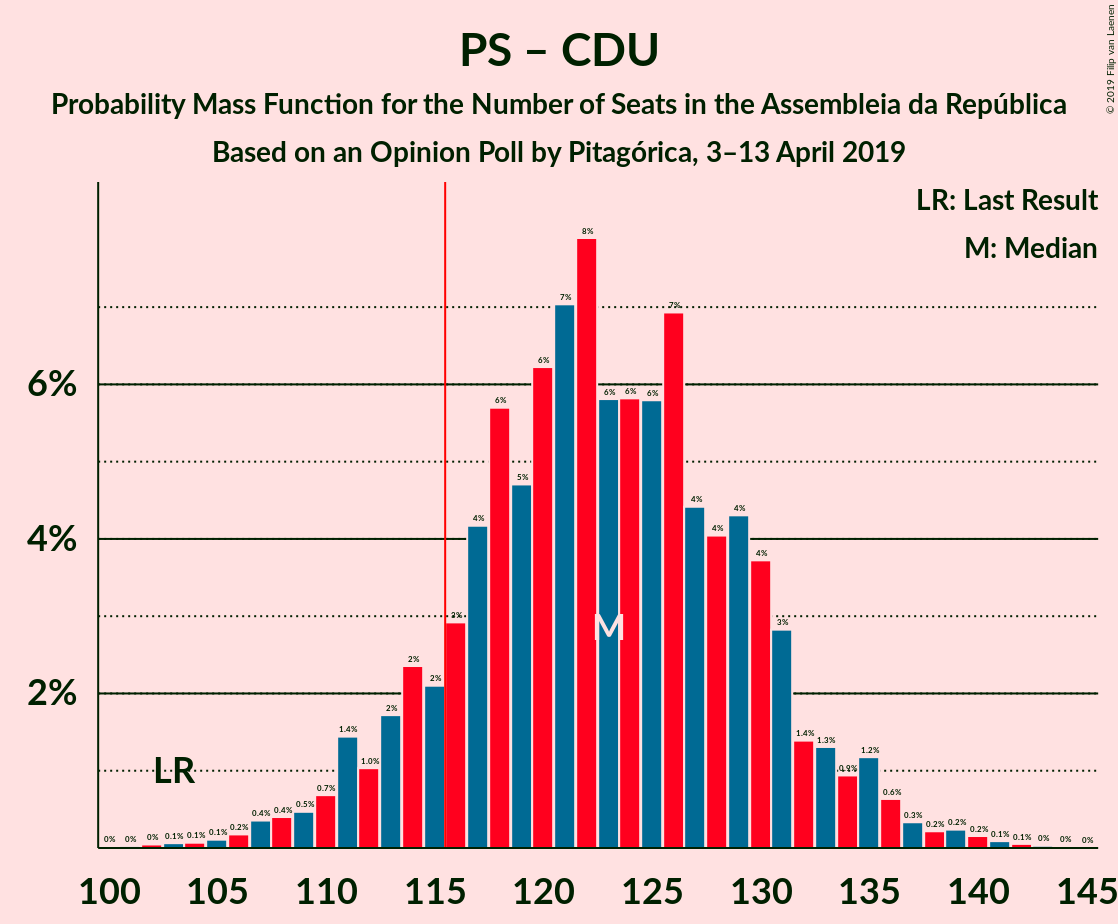 PS – CDU
Probability Mass Function for the Number of Seats in the Assembleia da República
Based on an Opinion Poll by Pitagórica, 3–13 April 2019
© 2019 Filip van Laenen
LR: Last Result
M: Median
6%
4%
2%
0% 0% 0% 0.1% 0.1% 0.1% 0.2% 0.4% 0.4% 0.5% 0.7% 1.4% 1.0% 2% 2% 2% 3% 4% 6% 5% 6% 7% 8% 6% 6% 6% 7% 4% 4% 4% 4% 3% 1.4% 1.3% 0.9% 1.2% 0.6% 0.3% 0.2% 0.2% 0.2% 0.1% 0.1% 0% 0% 0%
M
LR
100 105 110 115 120 125 130 135 140 145